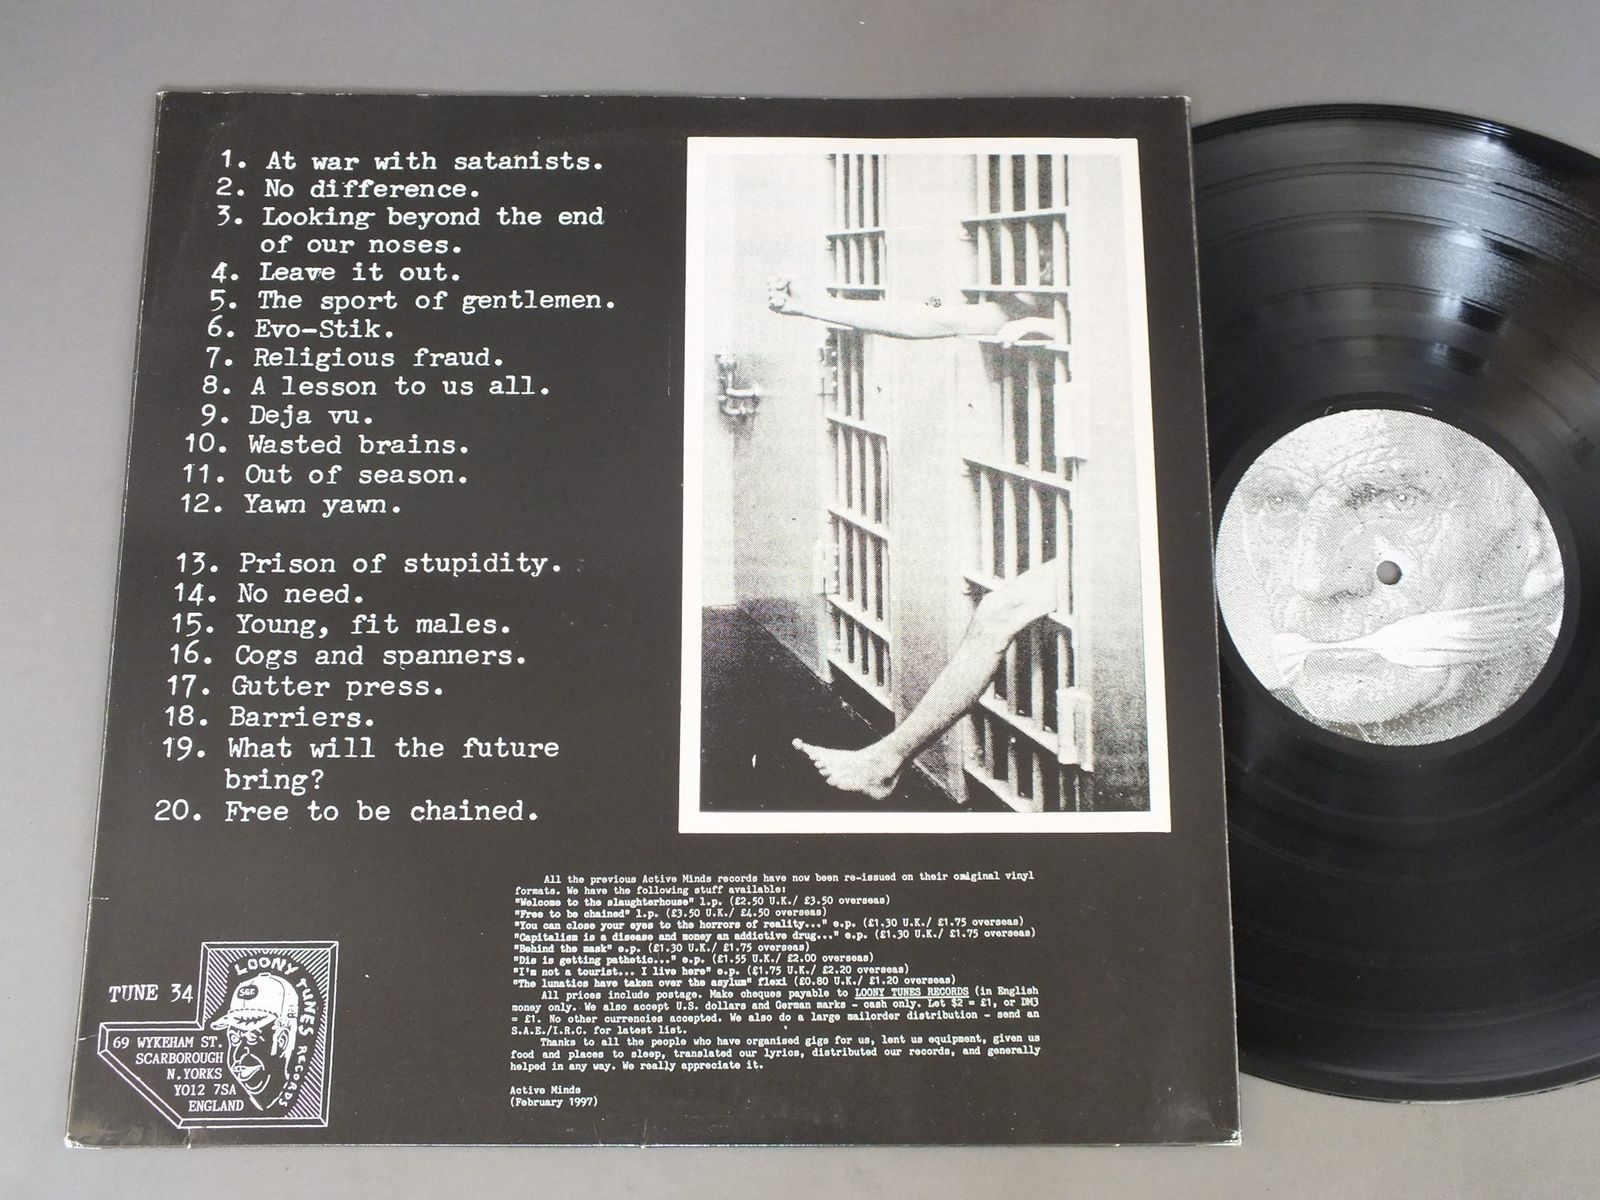 1. At war with satanists.
2. No difference.
3. Looking beyond the end
of our noses.
4. Leave it out.
5. The sport of gentlemen.
6. Evo-Stik.
7. Religious fraud.
8. A lesson to us all.
9. Deja vu.
10. Wasted brains.
11. Out of season.
12. Yawn yawn.
13. Prison of stupidity.
14. No need.
15. Young, fit males.
16. Cogs and spanners.
17. Gutter press.
18. Barriers.
19. What will the future
bring?
20. Free to be chained.
All the previous Active Minds records have now been re-issued on their original vinyl
formats. We have the following stuff available:
"Welcome to the slaughterhouse" l.p. (£2.50 U.K./ £3.50 overseas)
"Free to be chained" l.p. (£3.50 U.K./ £4.50 overseas)
"You can close your eyes to the horrors of reality..." e.p. (£1.30 U.K./ £1.75 overseas)
"Capitalism is a disease and money an addictive drug..." e.p. (£1.30 U.K./ £1.75 overseas)
"Behind the mask" e.p. (£1.30 U.K./ £1.75 overseas)
"Dis is getting pathetic..." e.p. (£1.55 U.K./ £2.00 overseas)
"I'm not a tourist... I live here" e.p. (£1.75 U.K./ £2.20 overseas)
"The lunatics have taken over the asylum" flexi (£0.80 U.K./ £1.20 overseas)
All prices include postage. Make cheques payable to LOONY TUNES RECORDS (in English
money only. We also accept U.S. dollars and German marks - cash only. Let $2 = £1, or DM3
= £1. No other currencies accepted. We also do a large mailorder distribution - send an
S.A.E./I.R.C. for latest list.
Thanks to all the people who have organised gigs for us, lent us equipment, given us
food and places to sleep, translated our lyrics, distributed our records, and generally
helped in any way. We really appreciate it.
Active Minds
(February 1997)
TUNE 34
LOONY TUNES RECORDS
69 WYKEHAM ST.
SCARBOROUGH
N.YORKS
YO12 7SA
ENGLAND